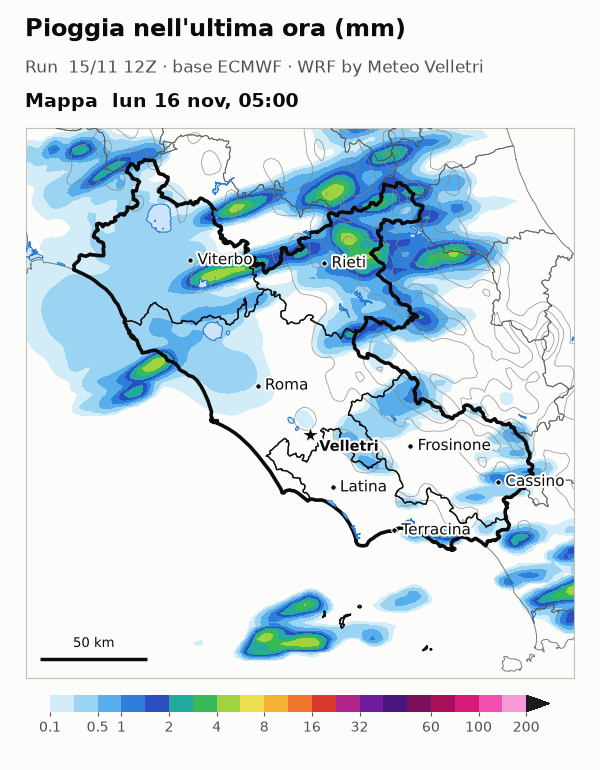 Pioggia nell'ultima ora (mm)
Run 15/11 12Z · base ECMWF · WRF by Meteo Velletri
Mappa lun 16 nov, 05:00
Viterbo
Rieti
Roma
Velletri
Frosinone
Latina
Cassino
Terracina
50 km
0.1 0.5 1 2 4 8 16 32 60 100 200